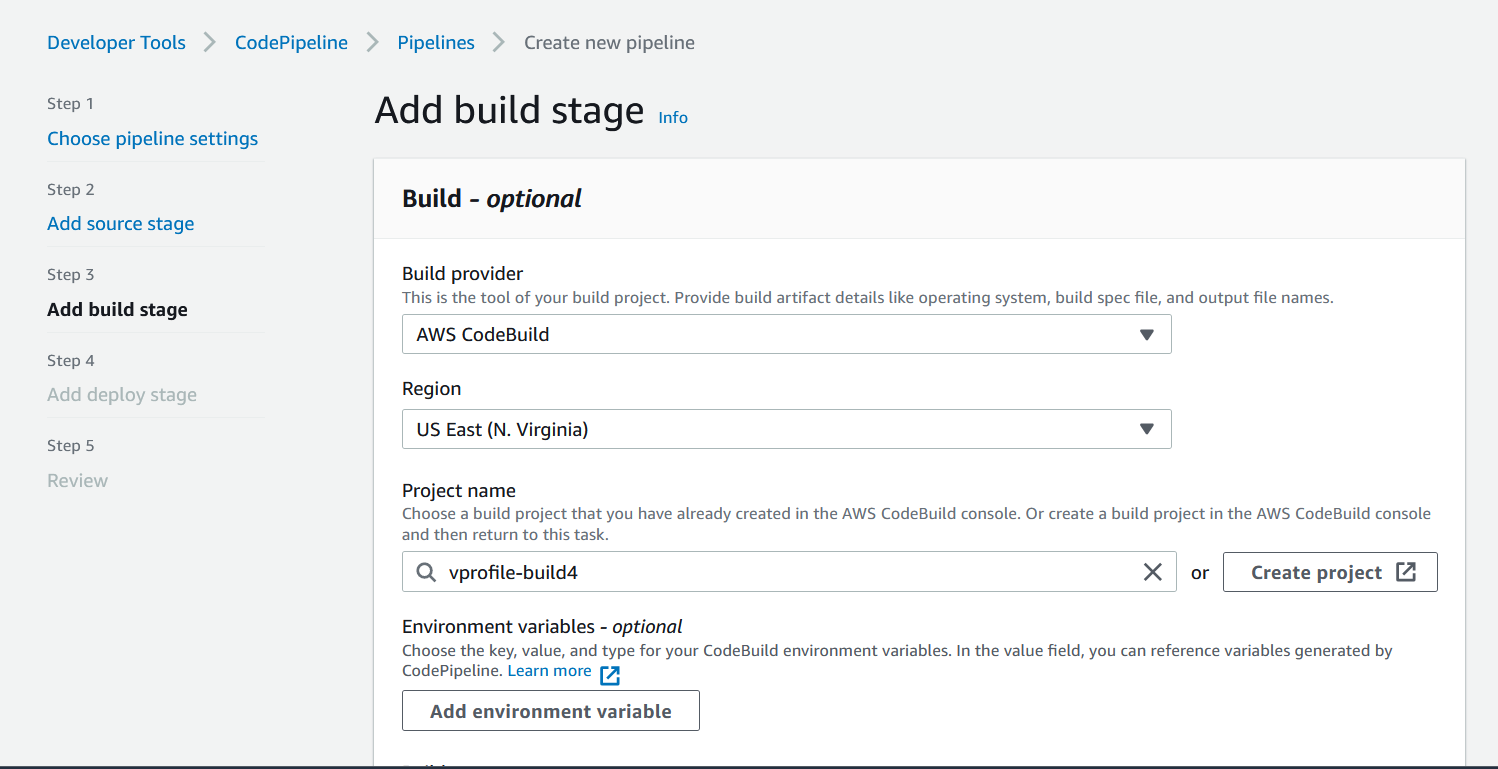 Developer Tools > CodePipeline > Pipelines > Create new pipeline
Step 1
Choose pipeline settings
Step 2
Add source stage
Step 3
Add build stage
Step 4
Add deploy stage
Step 5
Review
Add build stage Info
Build - optional
Build provider
This is the tool of your build project. Provide build artifact details like operating system, build spec file, and output file names.
AWS CodeBuild
Region
US East (N. Virginia)
Project name
Choose a build project that you have already created in the AWS CodeBuild console. Or create a build project in the AWS CodeBuild console
and then return to this task.
vprofile-build4
or
Create project
Environment variables - optional
Choose the key, value, and type for your CodeBuild environment variables. In the value field, you can reference variables generated by
CodePipeline. Learn more
Add environment variable